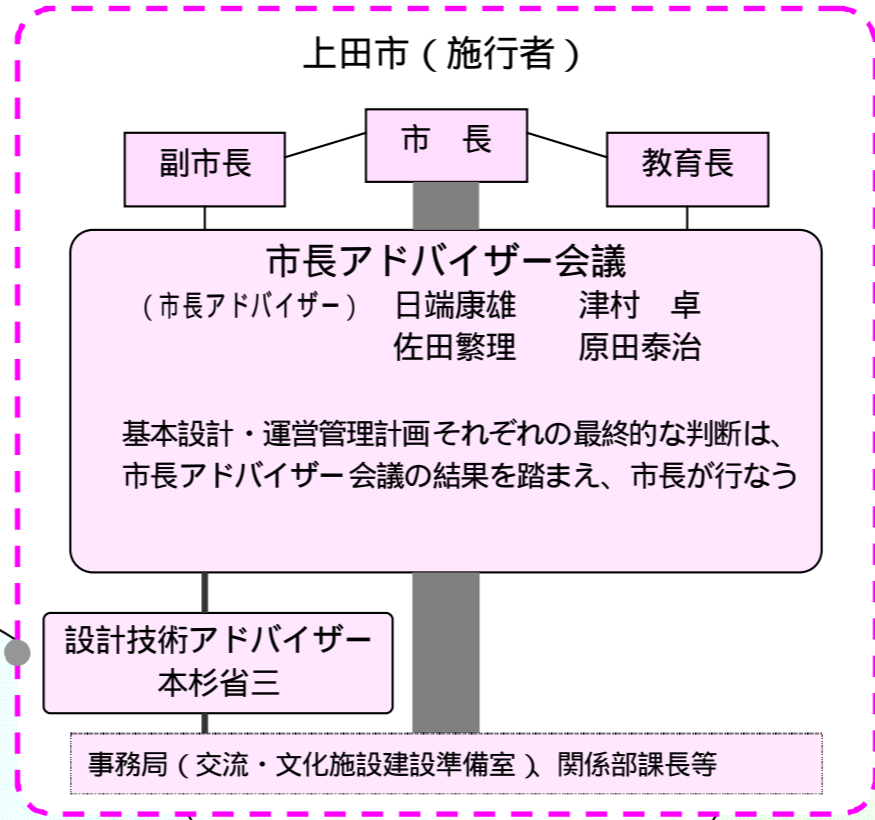 上田市（施行者）
市　長
副市長
教育長
市長アドバイザー会議
（市長アドバイザー）　日端康雄　　津村　卓
佐田繁理　　原田泰治
基本設計・運営管理計画それぞれの最終的な判断は、
市長アドバイザー会議の結果を踏まえ、市長が行なう
設計技術アドバイザー
本杉省三
事務局（交流・文化施設建設準備室）、関係部課長等